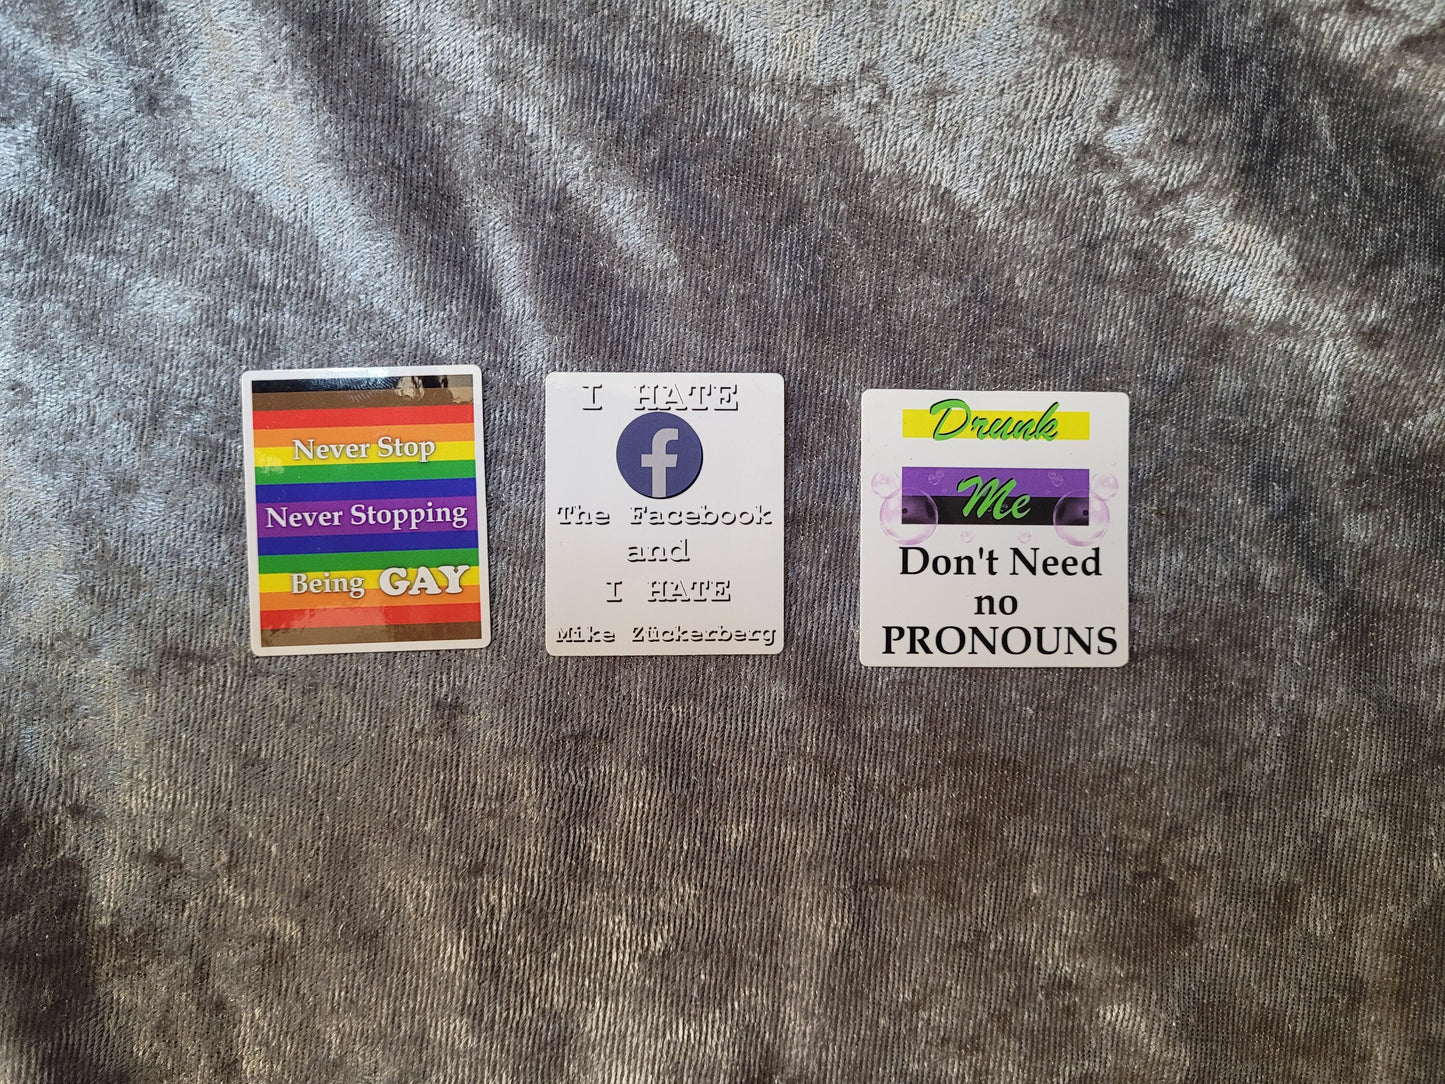 Never Stop
Never Stopping
Being GAY
I HATE
f
The Facebook
and
I HATE
Mike Zückerberg
Drunk
Me
Don't Need
no
PRONOUNS